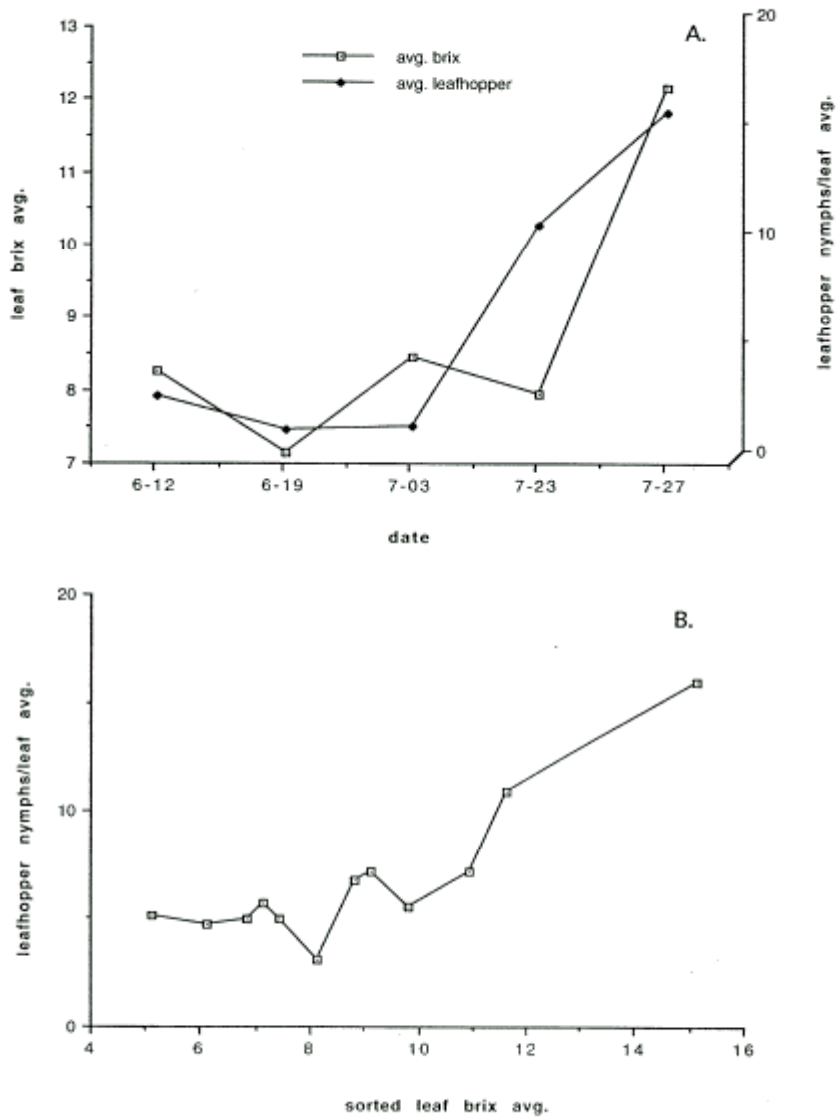 A.
avg. brix
avg. leafhopper
13
12
11
10
9
8
7
leaf brix avg.
20
10
0
leafhopper nymphs/leaf avg.
6-12
6-19
7-03
7-23
7-27
date
B.
20
10
0
leafhopper nymphs/leaf avg.
4
6
8
10
12
14
16
sorted leaf brix avg.